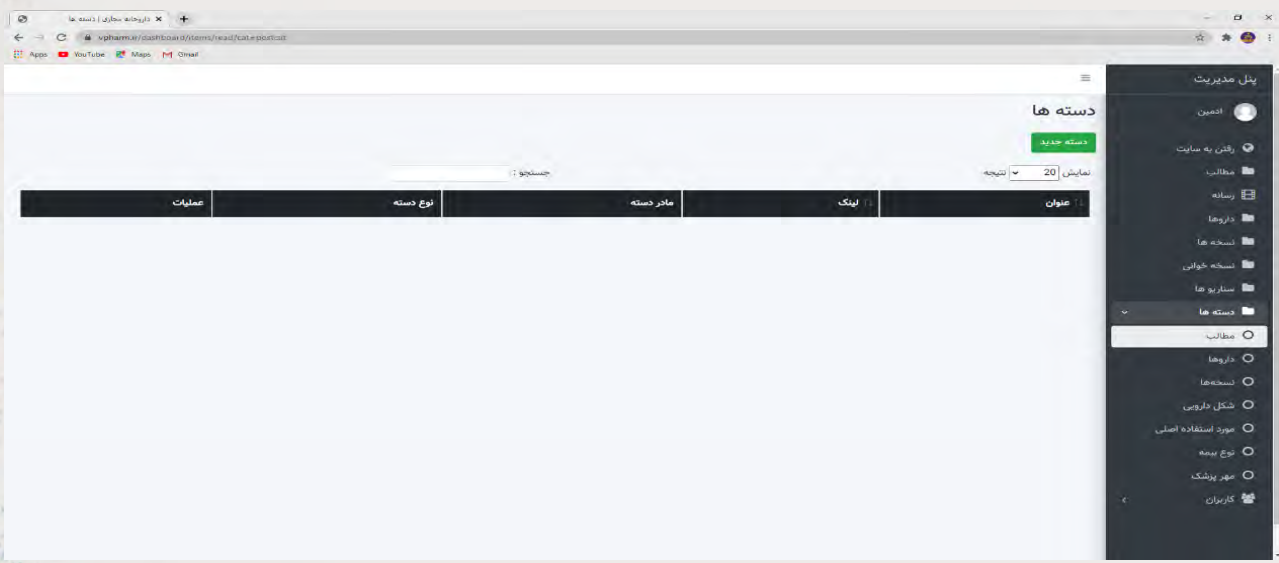 داروخانه مجازی | دسته ها
vpharm.ir/dashboard/items/read/cat+postcat
Apps YouTube Maps Gmail
پنل مدیریت
ادمین
رفتن به سایت
مطالب
رسانه
داروها
نسخه ها
نسخه خوانی
سناریو ها
دسته ها
مطالب
داروها
نسخه‌ها
شکل دارویی
مورد استفاده اصلی
نوع بیمه
مهر پزشک
کاربران
دسته ها
دسته جدید
نمایش 20 نتیجه
جستجو :
عنوان لینک مادر دسته نوع دسته عملیات